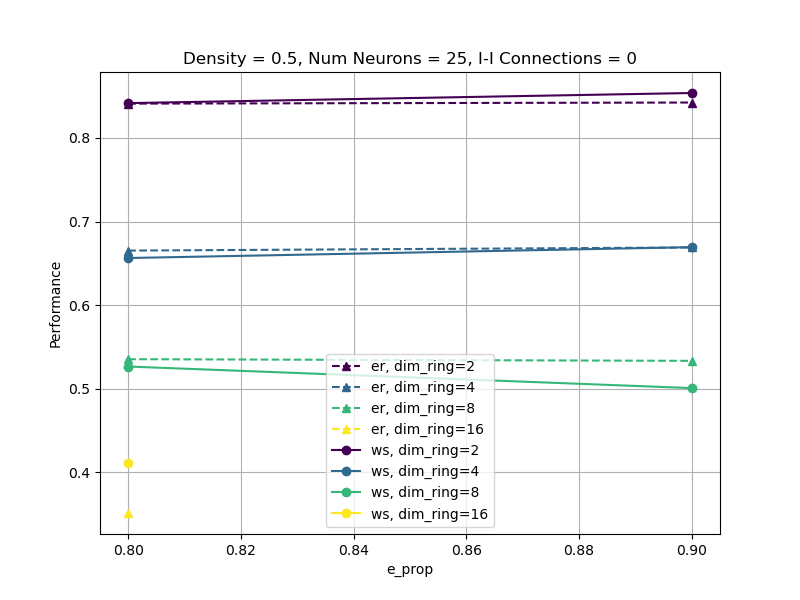 Density = 0.5, Num Neurons = 25, I-I Connections = 0
Performance
0.8
0.7
0.6
0.5
0.4
er, dim_ring=2
er, dim_ring=4
er, dim_ring=8
er, dim_ring=16
ws, dim_ring=2
ws, dim_ring=4
ws, dim_ring=8
ws, dim_ring=16
0.80 0.82 0.84 0.86 0.88 0.90
e_prop